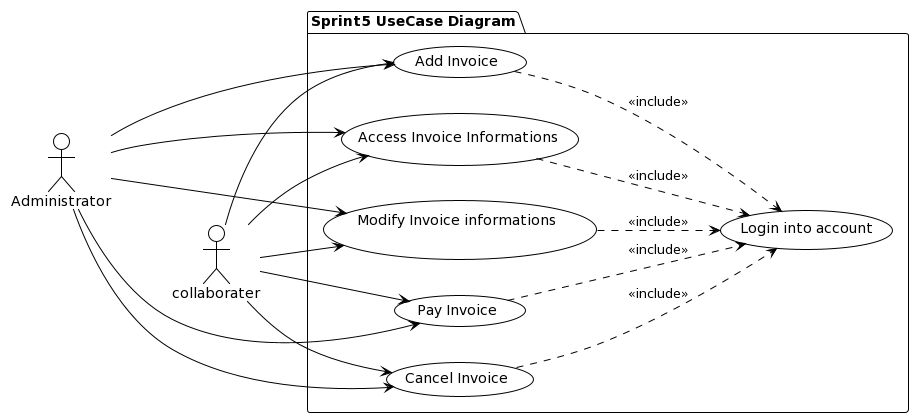 Sprint5 UseCase Diagram
Add Invoice
«include»
Access Invoice Informations
«include»
Administrator
Modify Invoice informations
«include»
Login into account
«include»
collaborater
«include»
Pay Invoice
Cancel Invoice